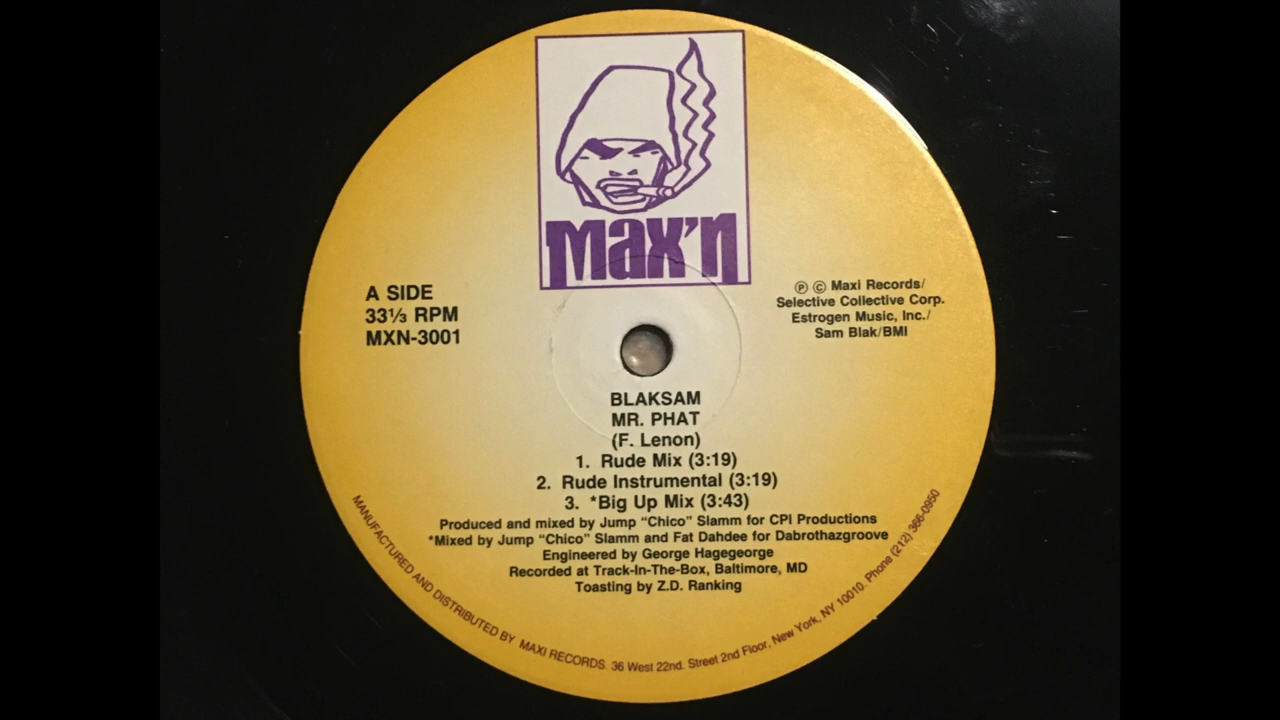 max'n
A SIDE
33⅓ RPM
MXN-3001
Ⓟ Ⓒ Maxi Records/
Selective Collective Corp.
Estrogen Music, Inc./
Sam Blak/BMI
BLAKSAM
MR. PHAT
(F. Lenon)
1. Rude Mix (3:19)
2. Rude Instrumental (3:19)
3. *Big Up Mix (3:43)
Produced and mixed by Jump “Chico” Slamm for CPI Productions
*Mixed by Jump “Chico” Slamm and Fat Dahdee for Dabrothazgroove
Engineered by George Hagegeorge
Recorded at Track-In-The-Box, Baltimore, MD
Toasting by Z.D. Ranking
MANUFACTURED AND DISTRIBUTED BY MAXI RECORDS. 36 West 22nd. Street 2nd Floor, New York, NY 10010. Phone (212) 366-0950